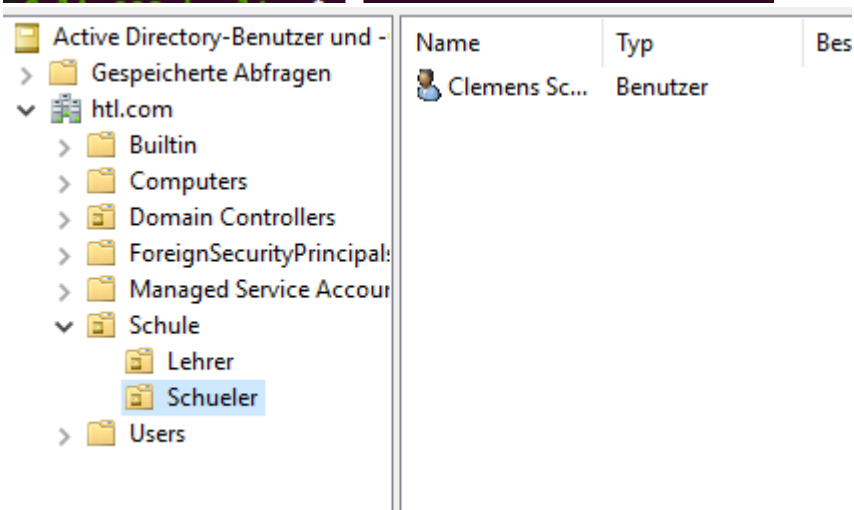 Active Directory-Benutzer und -
Name Typ Bes
Gespeicherte Abfragen
Clemens Sc... Benutzer
htl.com
Builtin
Computers
Domain Controllers
ForeignSecurityPrincipals
Managed Service Accour
Schule
Lehrer
Schueler
Users